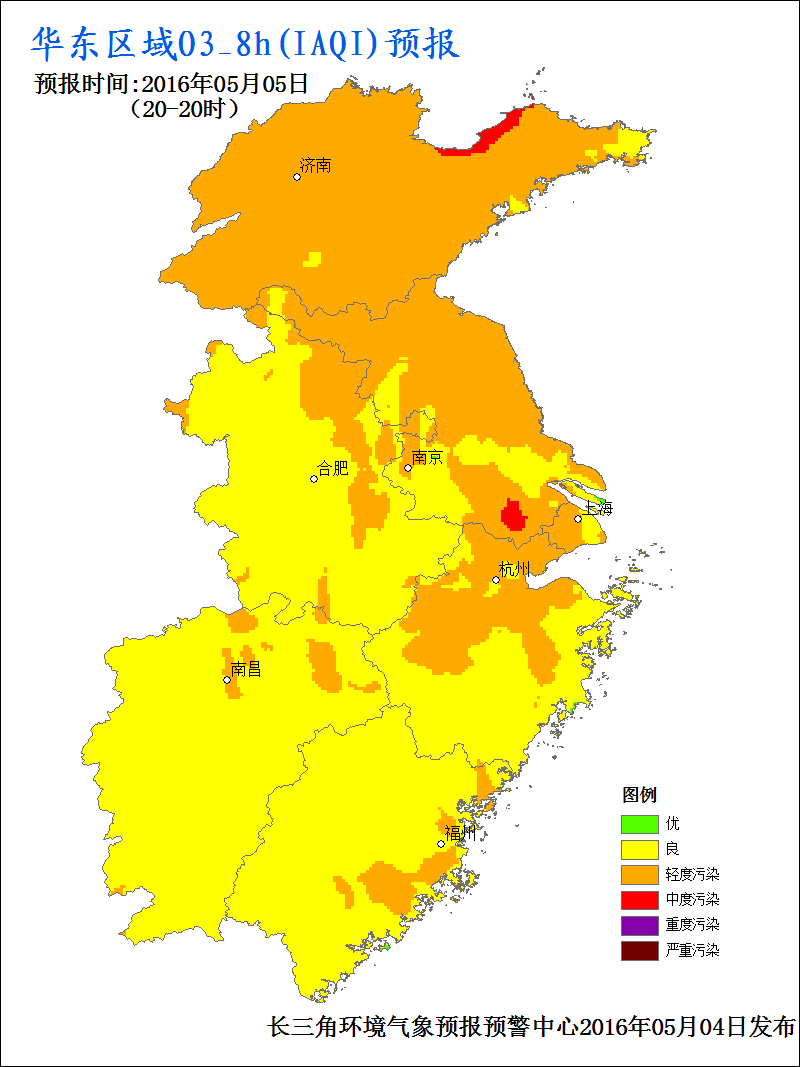 华东区域O3_8h(IAQI)预报
预报时间:2016年05月05日
(20-20时)
济南
南京
合肥
上海
杭州
南昌
福州
图例
优
良
轻度污染
中度污染
重度污染
严重污染
长三角环境气象预报预警中心2016年05月04日发布